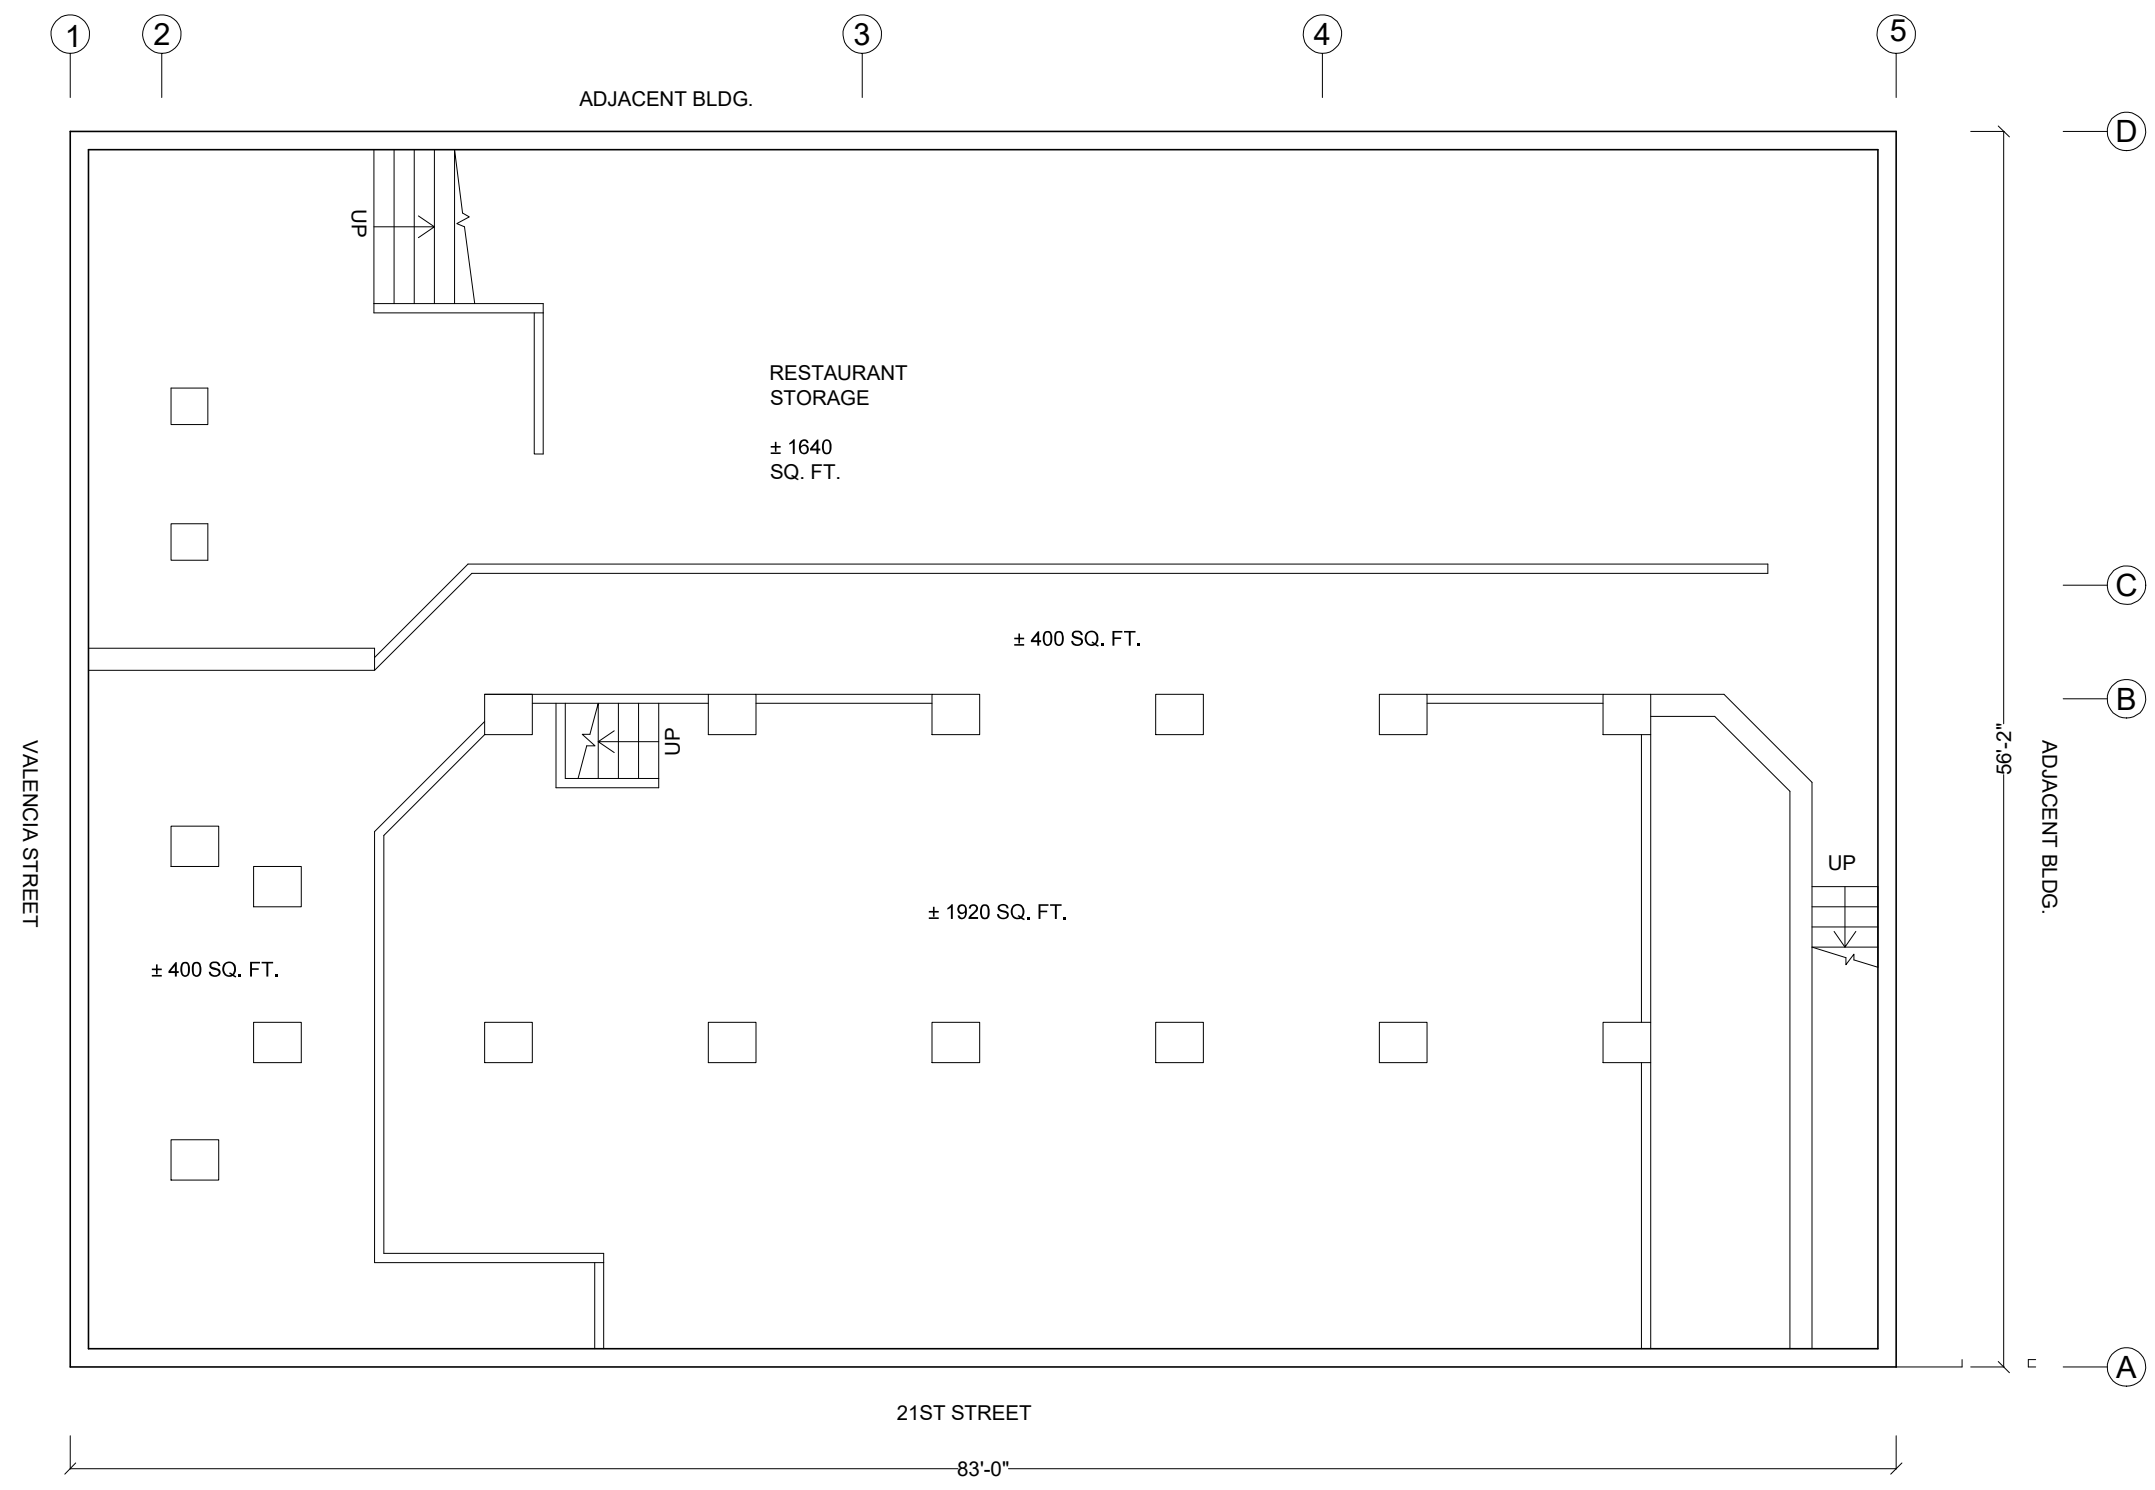 1
2
3
4
5
ADJACENT BLDG.
D
UP
RESTAURANT
STORAGE
± 1640
SQ. FT.
C
± 400 SQ. FT.
B
UP
56'-2"
VALENCIA STREET
ADJACENT BLDG.
UP
± 1920 SQ. FT.
± 400 SQ. FT.
A
21ST STREET
83'-0"